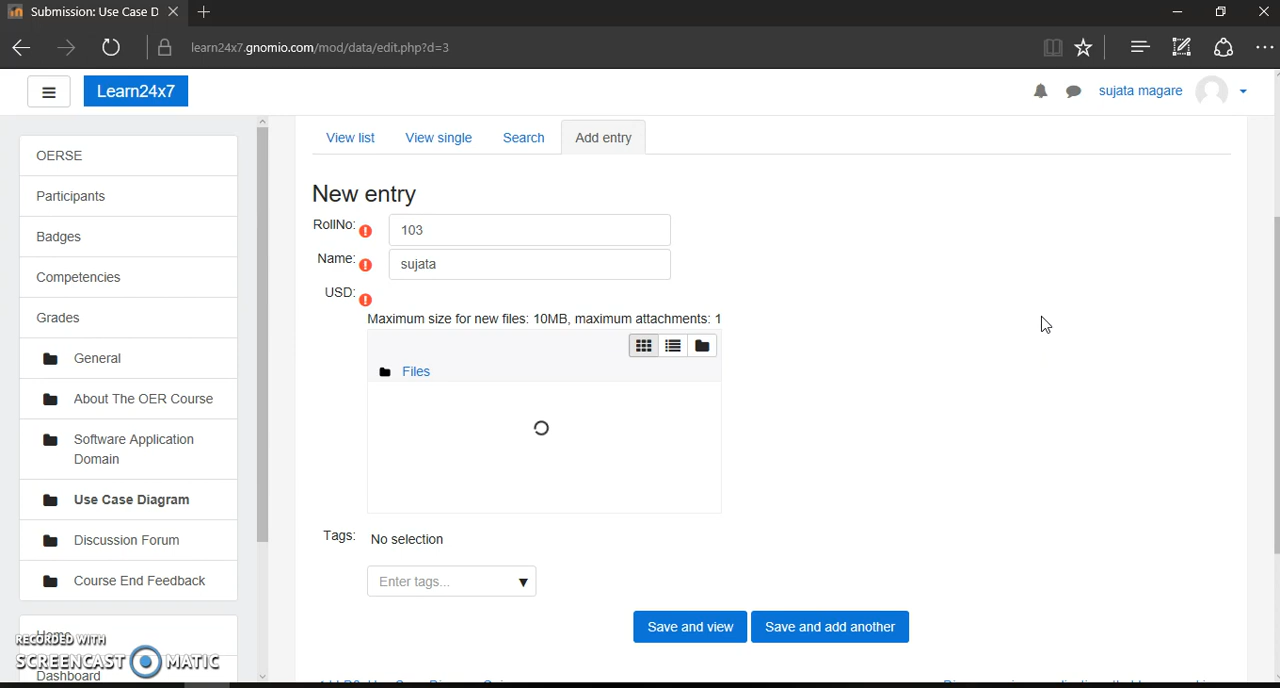 Submission: Use Case D
learn24x7.gnomio.com/mod/data/edit.php?d=3
Learn24x7
sujata magare
OERSE
Participants
Badges
Competencies
Grades
General
About The OER Course
Software Application
Domain
Use Case Diagram
Discussion Forum
Course End Feedback
Home
Dashboard
RECORDED WITH
SCREENCAST MATIC
View list
View single
Search
Add entry
New entry
RollNo: 103
Name: sujata
USD:
Maximum size for new files: 10MB, maximum attachments: 1
Files
Tags: No selection
Enter tags...
Save and view
Save and add another